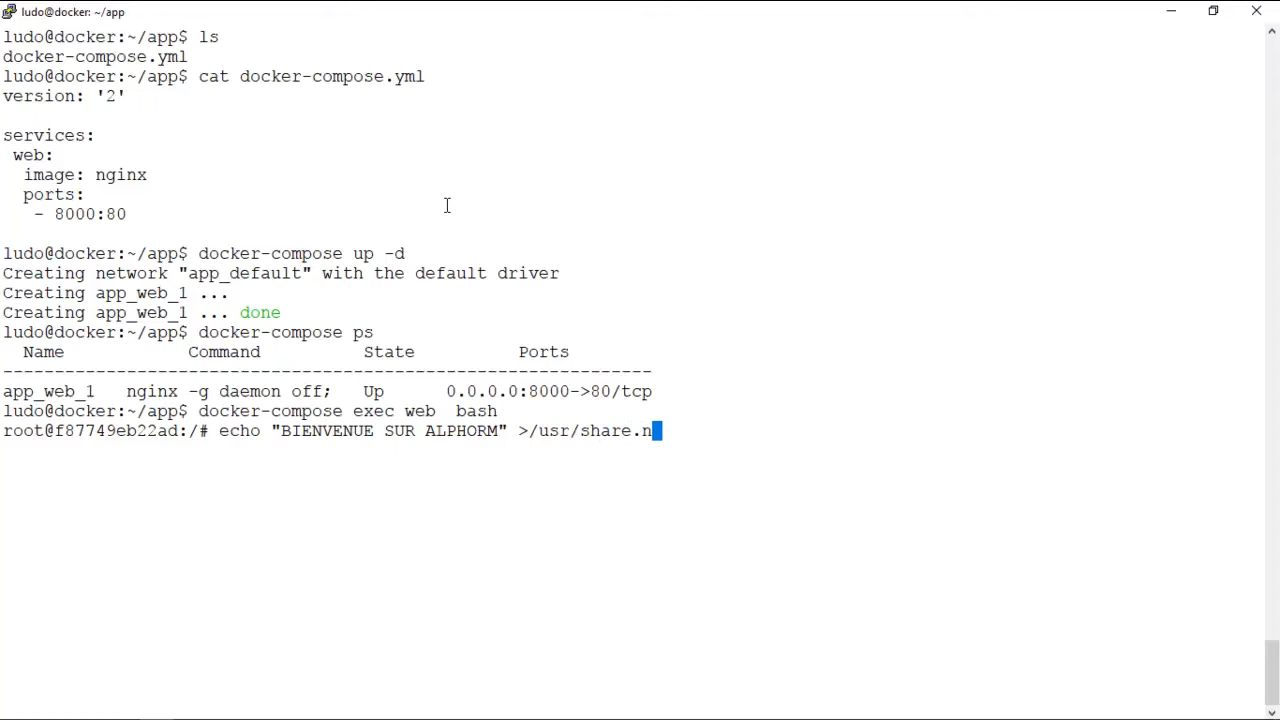 ludo@docker: ~/app
ludo@docker:~/app$ ls
docker-compose.yml
ludo@docker:~/app$ cat docker-compose.yml
version: '2'
services:
 web:
  image: nginx
  ports:
   - 8000:80
ludo@docker:~/app$ docker-compose up -d
Creating network "app_default" with the default driver
Creating app_web_1 ...
Creating app_web_1 ... done
ludo@docker:~/app$ docker-compose ps
  Name            Command             State             Ports
---------------------------------------------------------------
app_web_1   nginx -g daemon off;   Up      0.0.0.0:8000->80/tcp
ludo@docker:~/app$ docker-compose exec web  bash
root@f87749eb22ad:/# echo "BIENVENUE SUR ALPHORM" >/usr/share.n